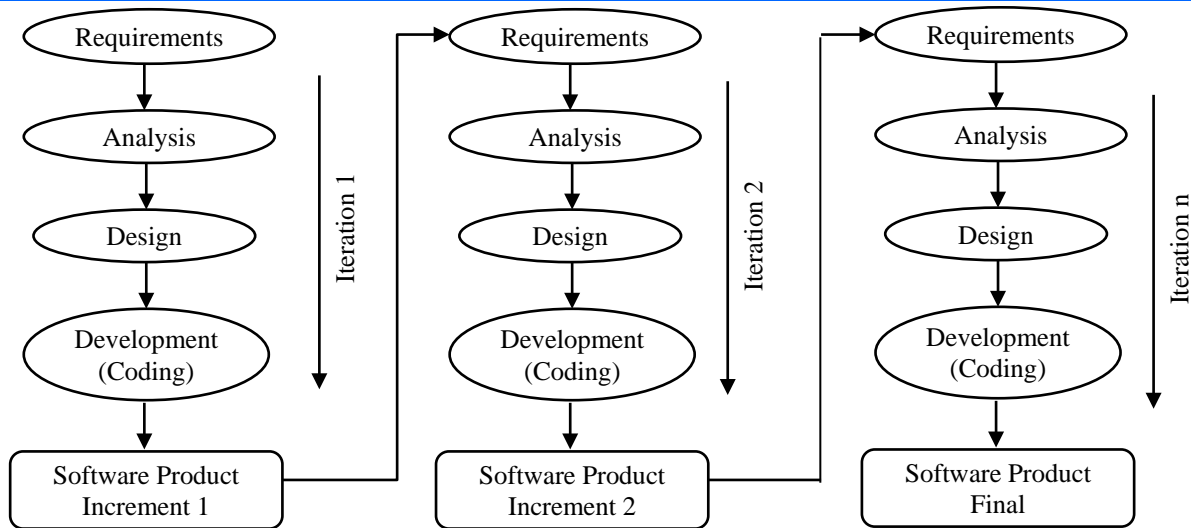 Requirements
Analysis
Design
Development
(Coding)
Software Product
Increment 1
Iteration 1
Requirements
Analysis
Design
Development
(Coding)
Software Product
Increment 2
Iteration 2
Requirements
Analysis
Design
Development
(Coding)
Software Product
Final
Iteration n